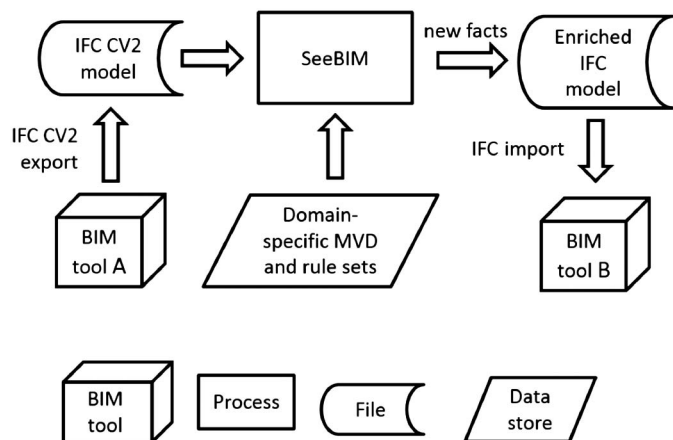 IFC CV2
model
SeeBIM
new facts
Enriched
IFC
model
IFC CV2
export
IFC import
BIM
tool A
Domain-
specific MVD
and rule sets
BIM
tool B
BIM
tool
Process
File
Data
store